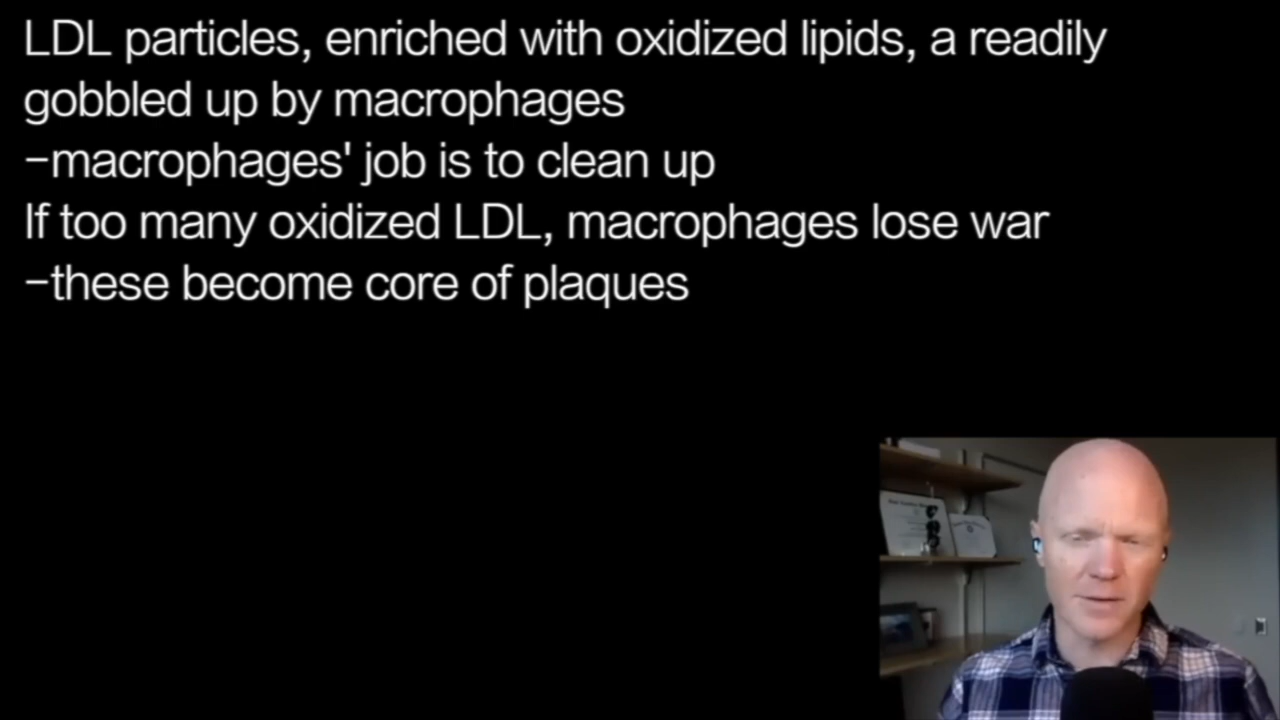 LDL particles, enriched with oxidized lipids, a readily
gobbled up by macrophages
−macrophages' job is to clean up
If too many oxidized LDL, macrophages lose war
−these become core of plaques